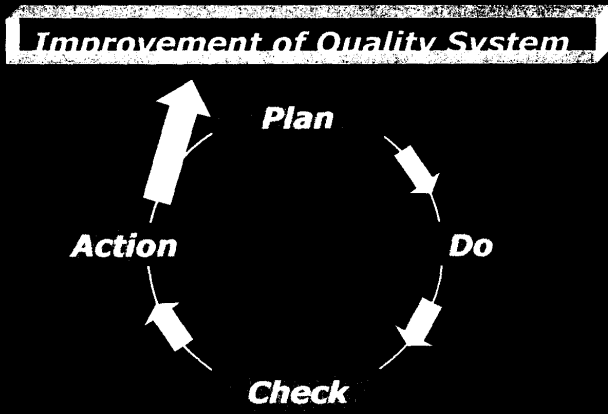 Improvement of Quality System
Plan
Action
Do
Check